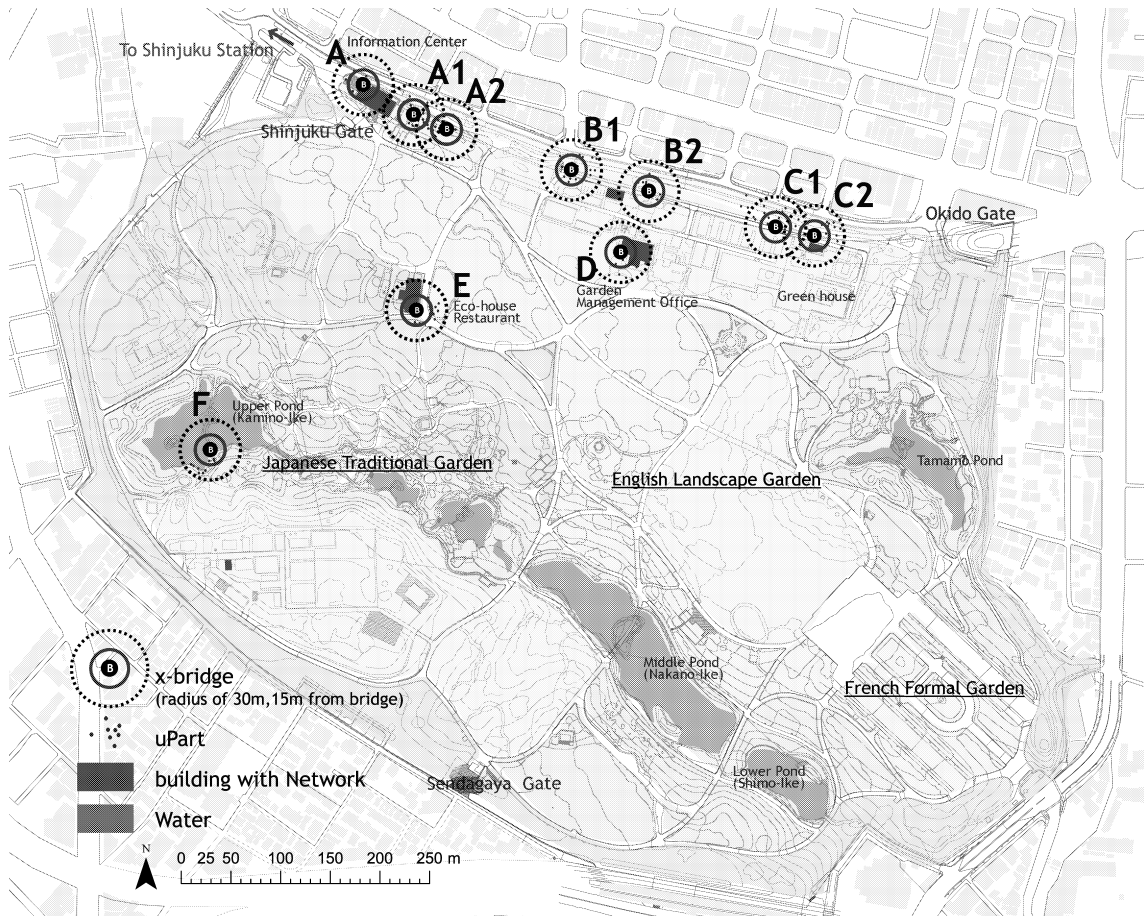 To Shinjuku Station
Information Center
A
A1
A2
Shinjuku Gate
B1
B2
C1
C2
Okido Gate
D
Garden
Management Office
Green house
E
Eco-house
Restaurant
F
Upper Pond
(Kamino-Ike)
Japanese Traditional Garden
English Landscape Garden
Tamamo Pond
Middle Pond
(Nakano-Ike)
French Formal Garden
Lower Pond
(Shimo-Ike)
Sendagaya Gate
B
B
B
B
B
B
B
B
B
B
B
x-bridge
(radius of 30m,15m from bridge)
uPart
building with Network
Water
N
0 25 50 100 150 200 250 m